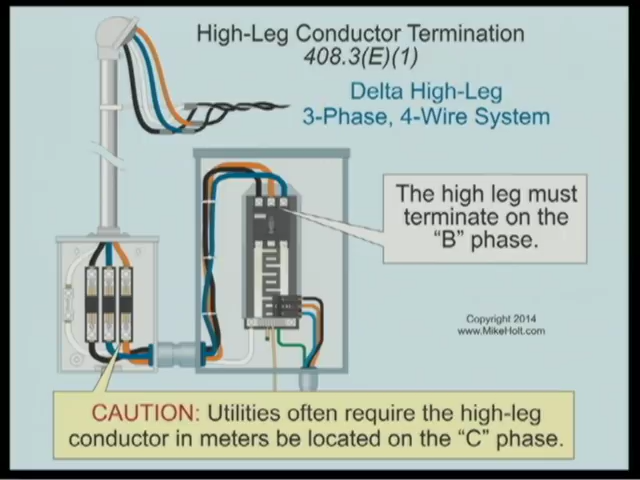 High-Leg Conductor Termination
408.3(E)(1)
Delta High-Leg
3-Phase, 4-Wire System
The high leg must
terminate on the
“B” phase.
Copyright 2014
www.MikeHolt.com
CAUTION: Utilities often require the high-leg
conductor in meters be located on the “C” phase.